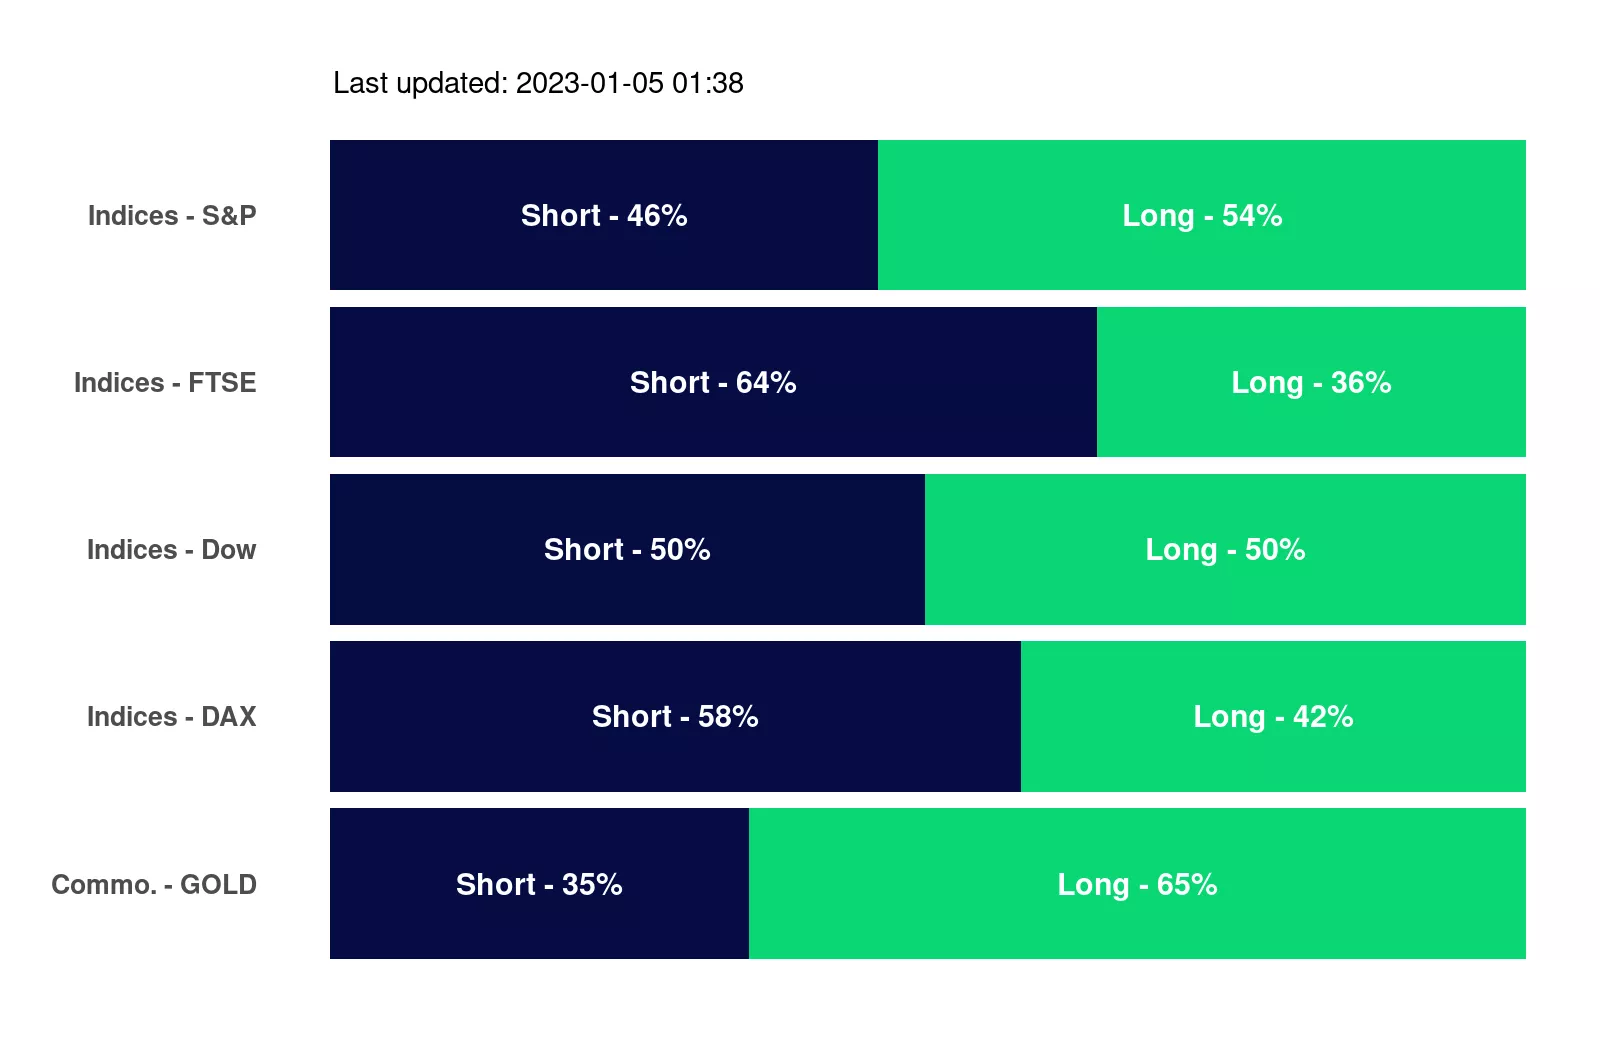 Last updated: 2023-01-05 01:38
Indices - S&P Short - 46% Long - 54%
Indices - FTSE Short - 64% Long - 36%
Indices - Dow Short - 50% Long - 50%
Indices - DAX Short - 58% Long - 42%
Commo. - GOLD Short - 35% Long - 65%